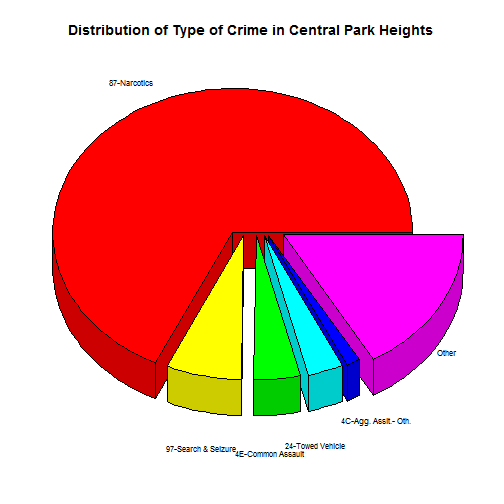 Distribution of Type of Crime in Central Park Heights
87-Narcotics
Other
4C-Agg. Asslt.- Oth.
24-Towed Vehicle
97-Search & Seizure
4E-Common Assault